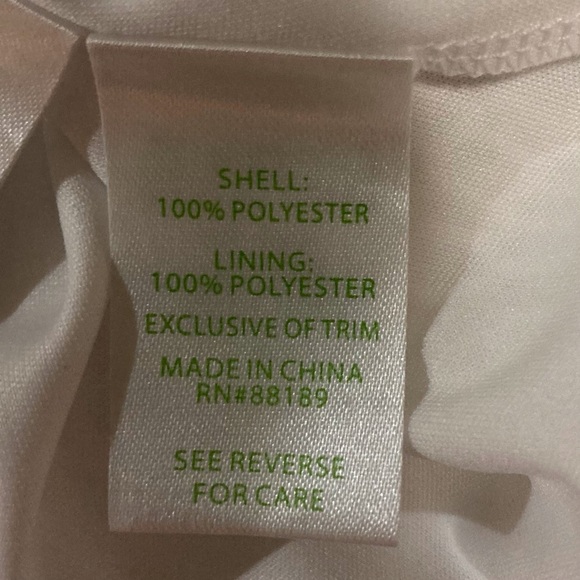 SHELL:
100% POLYESTER
LINING:
100% POLYESTER
EXCLUSIVE OF TRIM
MADE IN CHINA
RN#88189
SEE REVERSE
FOR CARE